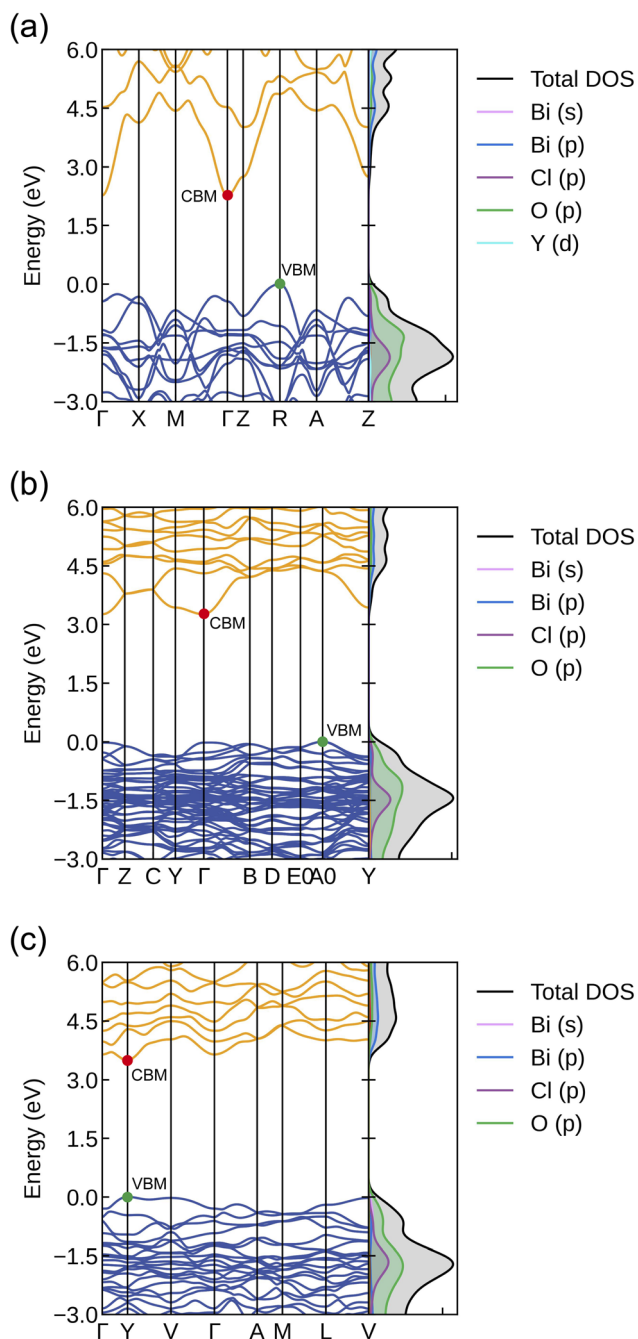 (a)
Energy (eV)
6.0
4.5
3.0
1.5
0.0
−1.5
−3.0
CBM
VBM
Γ X M Γ Z R A Z
Total DOS
Bi (s)
Bi (p)
Cl (p)
O (p)
Y (d)
(b)
Energy (eV)
6.0
4.5
3.0
1.5
0.0
−1.5
−3.0
CBM
VBM
Γ Z C Y Γ B D E0 A0 Y
Total DOS
Bi (s)
Bi (p)
Cl (p)
O (p)
(c)
Energy (eV)
6.0
4.5
3.0
1.5
0.0
−1.5
−3.0
CBM
VBM
Γ Y V Γ A M L V
Total DOS
Bi (s)
Bi (p)
Cl (p)
O (p)